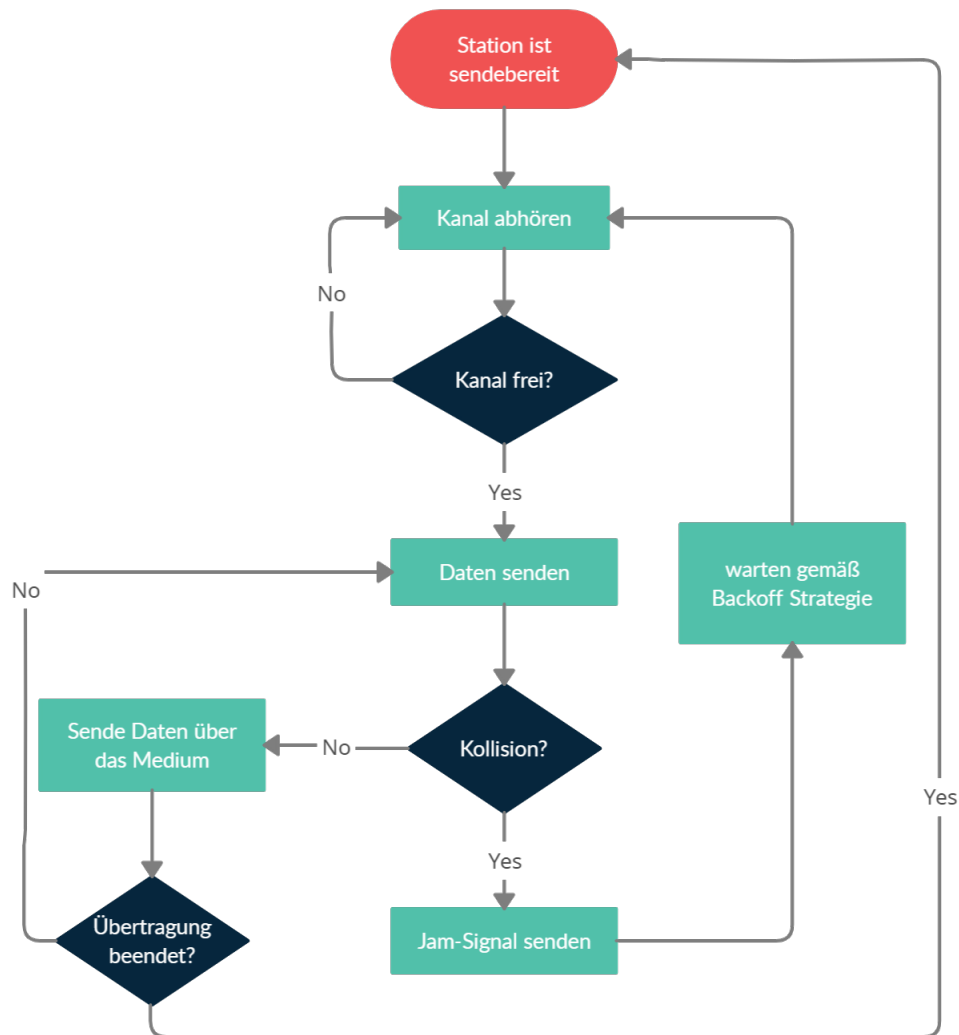 Station ist
sendebereit
Kanal abhören
No
Kanal frei?
Yes
Daten senden
warten gemäß
Backoff Strategie
No
Sende Daten über
das Medium
No
Kollision?
Yes
Yes
Übertragung
beendet?
Jam-Signal senden